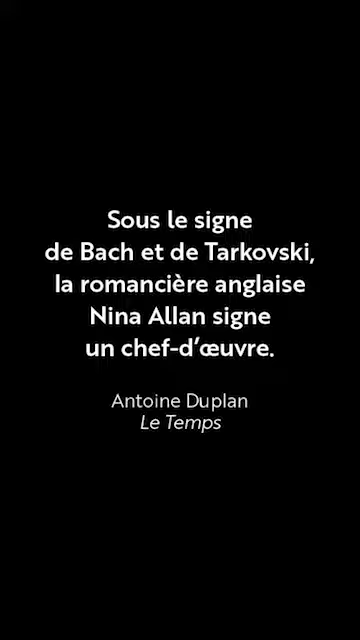 Sous le signe
de Bach et de Tarkovski,
la romancière anglaise
Nina Allan signe
un chef-d’œuvre.
Antoine Duplan
Le Temps